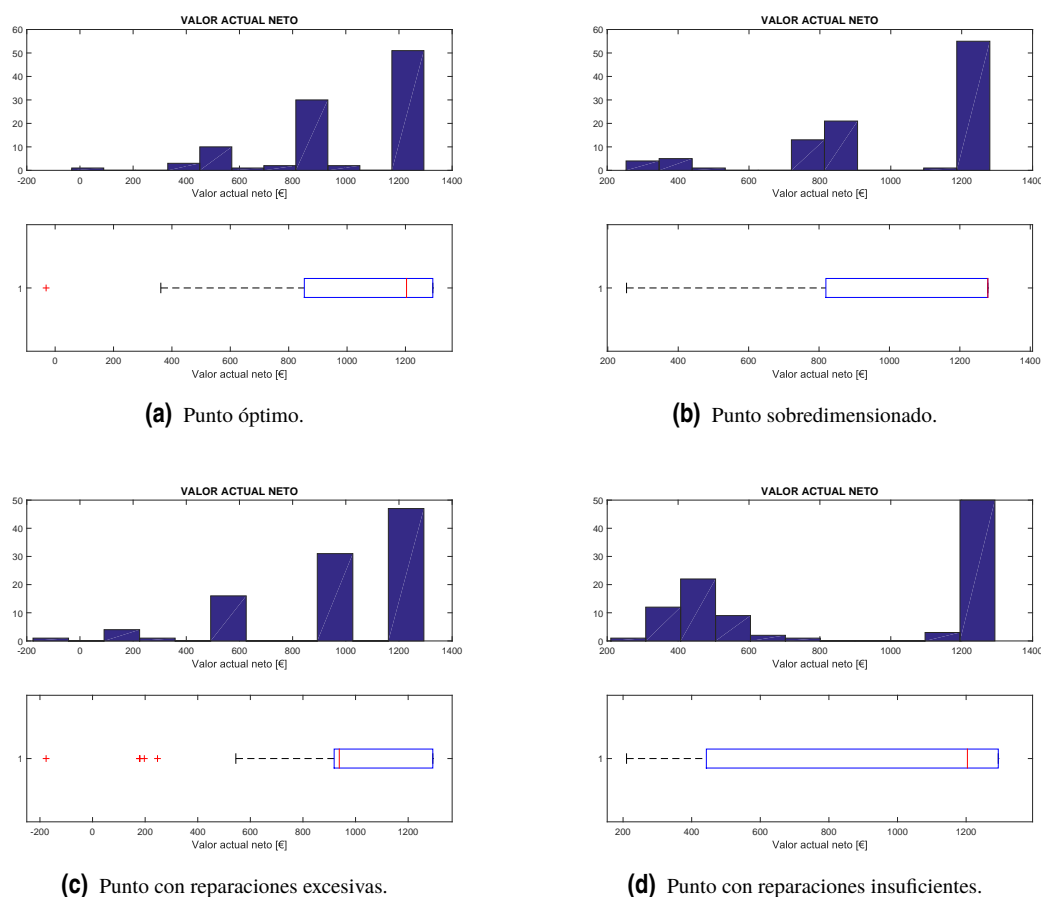 VALOR ACTUAL NETO
60
50
40
30
20
10
0
-200 0 200 400 600 800 1000 1200 1400
Valor actual neto [€]
1
0 200 400 600 800 1000 1200
Valor actual neto [€]
(a) Punto óptimo.
VALOR ACTUAL NETO
60
50
40
30
20
10
0
200 400 600 800 1000 1200 1400
Valor actual neto [€]
1
200 400 600 800 1000 1200 1400
Valor actual neto [€]
(b) Punto sobredimensionado.
VALOR ACTUAL NETO
50
40
30
20
10
0
-200 0 200 400 600 800 1000 1200 1400
Valor actual neto [€]
1
-200 0 200 400 600 800 1000 1200
Valor actual neto [€]
(c) Punto con reparaciones excesivas.
VALOR ACTUAL NETO
50
40
30
20
10
0
200 400 600 800 1000 1200 1400
Valor actual neto [€]
1
200 400 600 800 1000 1200
Valor actual neto [€]
(d) Punto con reparaciones insuficientes.